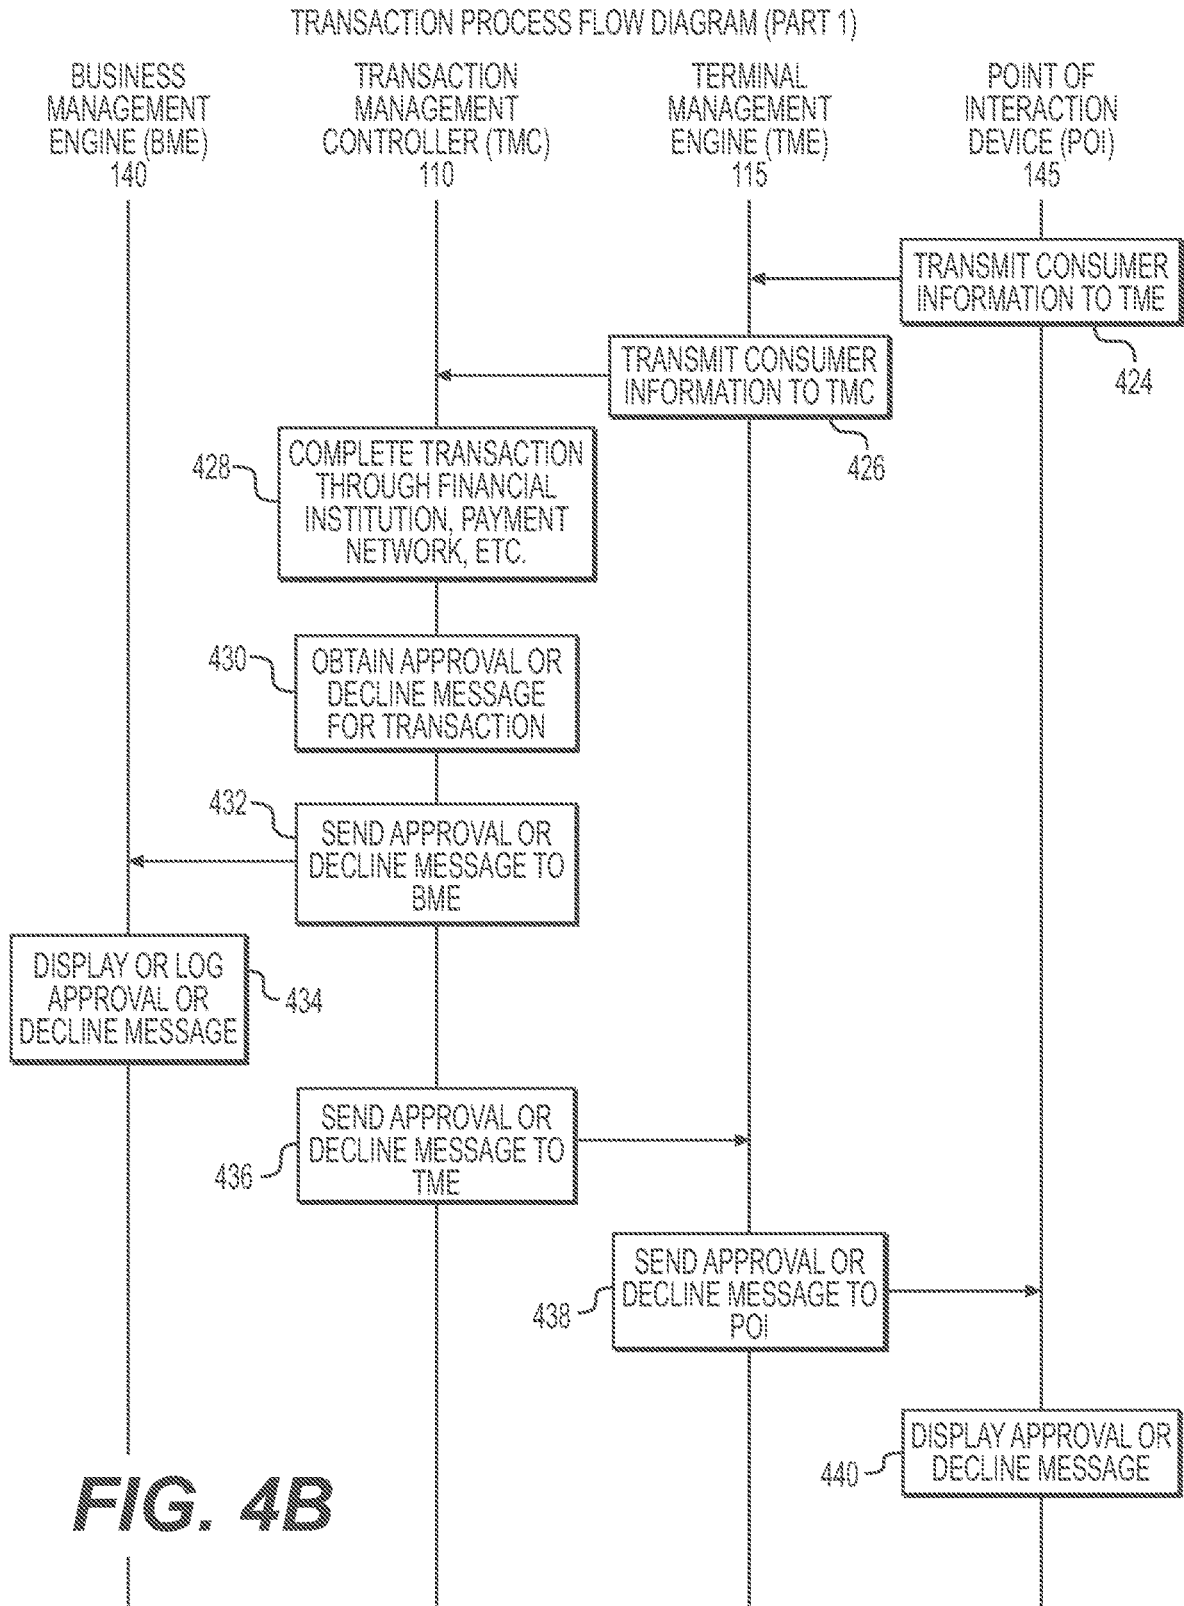 TRANSACTION PROCESS FLOW DIAGRAM (PART 1)
BUSINESS
MANAGEMENT
ENGINE (BME)
140
TRANSACTION
MANAGEMENT
CONTROLLER (TMC)
110
TERMINAL
MANAGEMENT
ENGINE (TME)
115
POINT OF
INTERACTION
DEVICE (POI)
145
TRANSMIT CONSUMER
INFORMATION TO TME
424
TRANSMIT CONSUMER
INFORMATION TO TMC
426
428
COMPLETE TRANSACTION
THROUGH FINANCIAL
INSTITUTION, PAYMENT
NETWORK, ETC.
430
OBTAIN APPROVAL OR
DECLINE MESSAGE
FOR TRANSACTION
432
SEND APPROVAL OR
DECLINE MESSAGE TO
BME
DISPLAY OR LOG
APPROVAL OR
DECLINE MESSAGE
434
SEND APPROVAL OR
DECLINE MESSAGE TO
TME
436
SEND APPROVAL OR
DECLINE MESSAGE TO
POI
438
DISPLAY APPROVAL OR
DECLINE MESSAGE
440
FIG. 4B